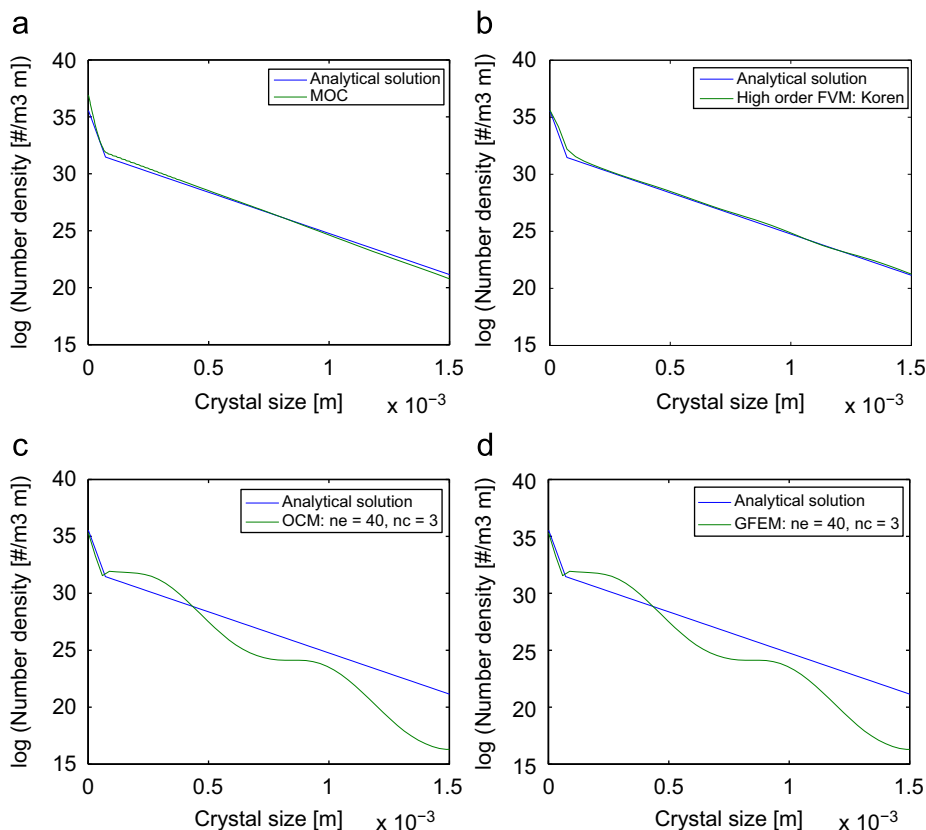 a
log (Number density [#/m3 m])
40
35
30
25
20
15
Analytical solution
MOC
0
0.5
1
1.5
Crystal size [m]
x 10⁻³
b
log (Number density [#/m3 m])
40
35
30
25
20
15
Analytical solution
High order FVM: Koren
0
0.5
1
1.5
Crystal size [m]
x 10⁻³
c
log (Number density [#/m3 m])
40
35
30
25
20
15
Analytical solution
OCM: ne = 40, nc = 3
0
0.5
1
1.5
Crystal size [m]
x 10⁻³
d
log (Number density [#/m3 m])
40
35
30
25
20
15
Analytical solution
GFEM: ne = 40, nc = 3
0
0.5
1
1.5
Crystal size [m]
x 10⁻³